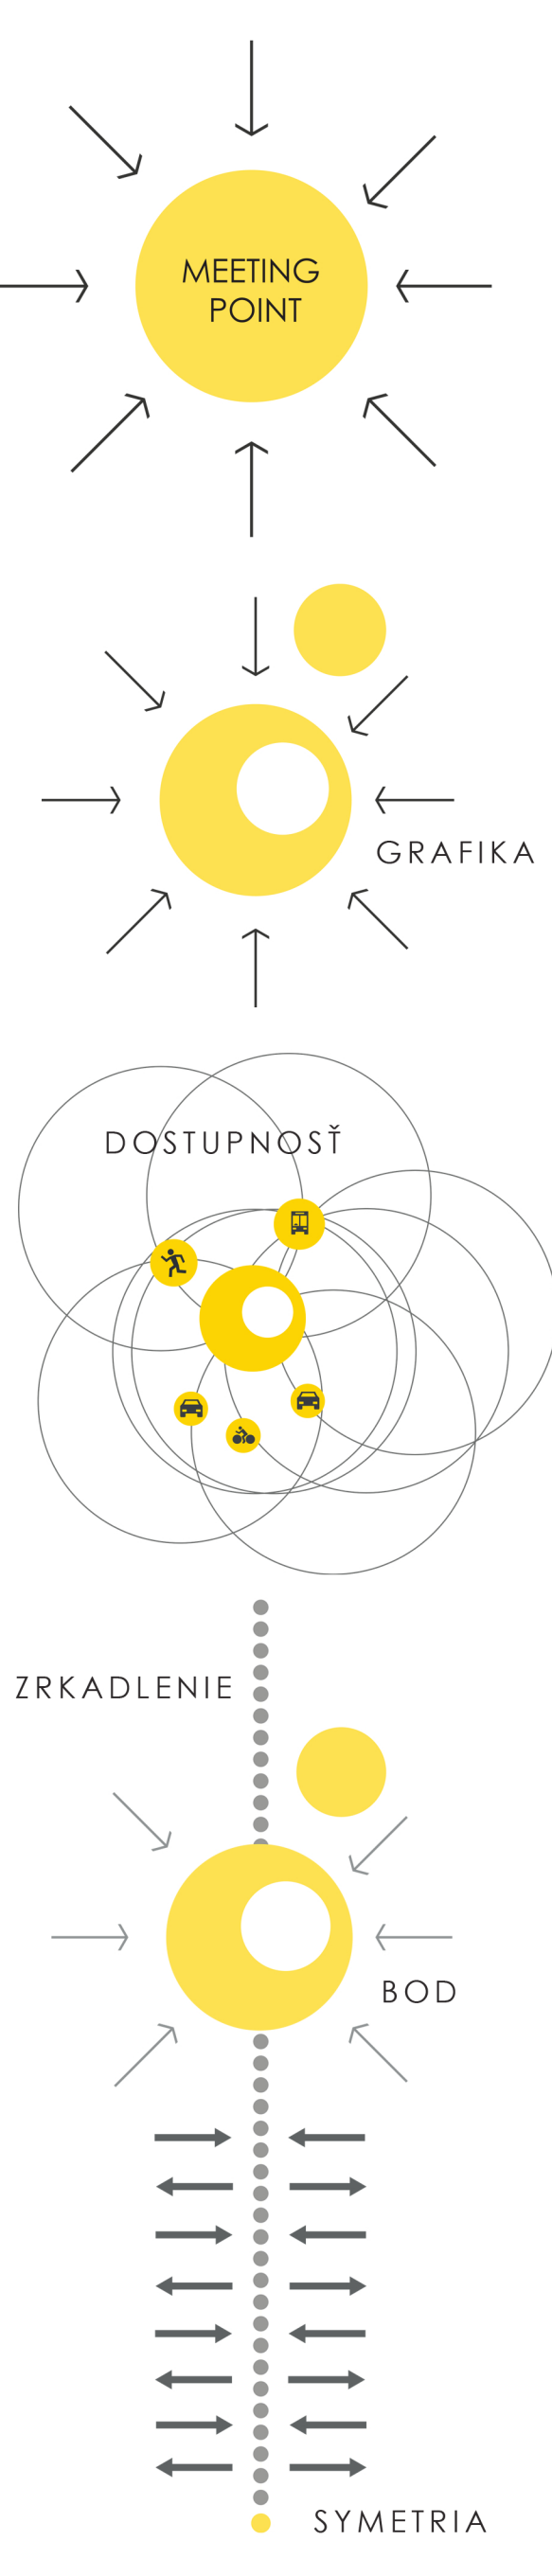 MEETING
POINT
GRAFIKA
DOSTUPNOSŤ
ZRKADLENIE
BOD
SYMETRIA